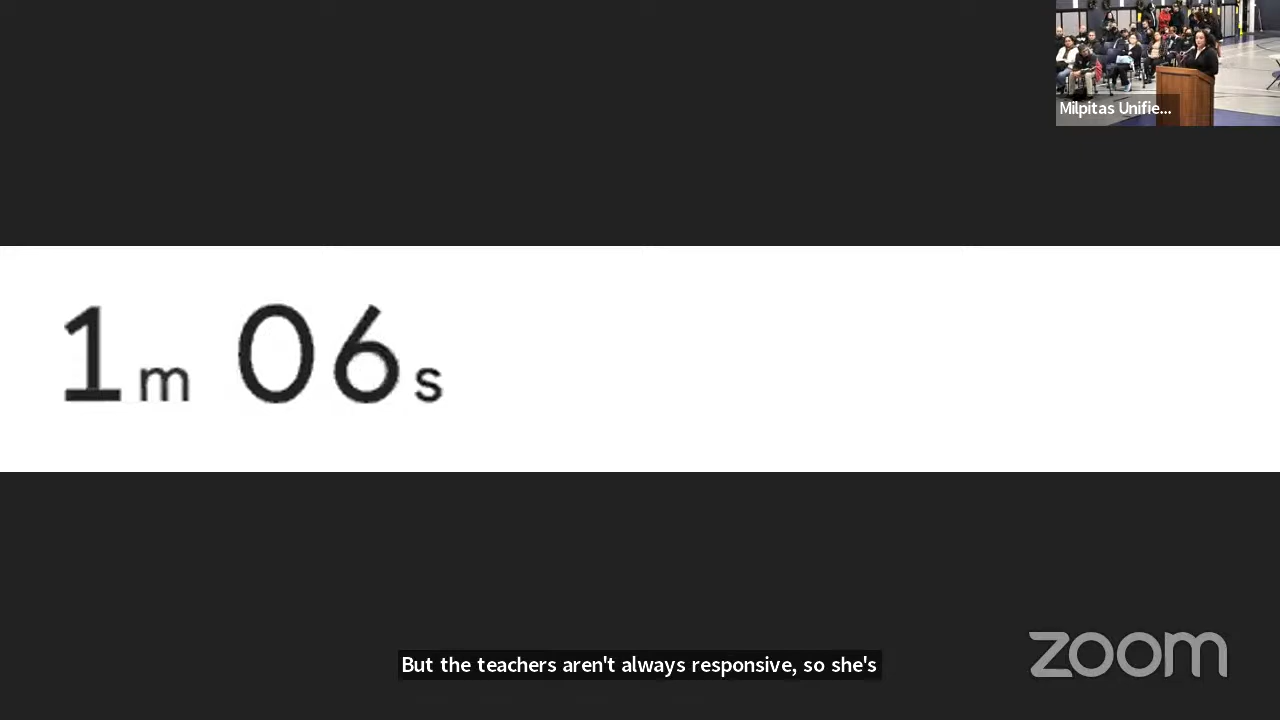 Milpitas Unifie...
1m 06s
But the teachers aren't always responsive, so she's
zoom